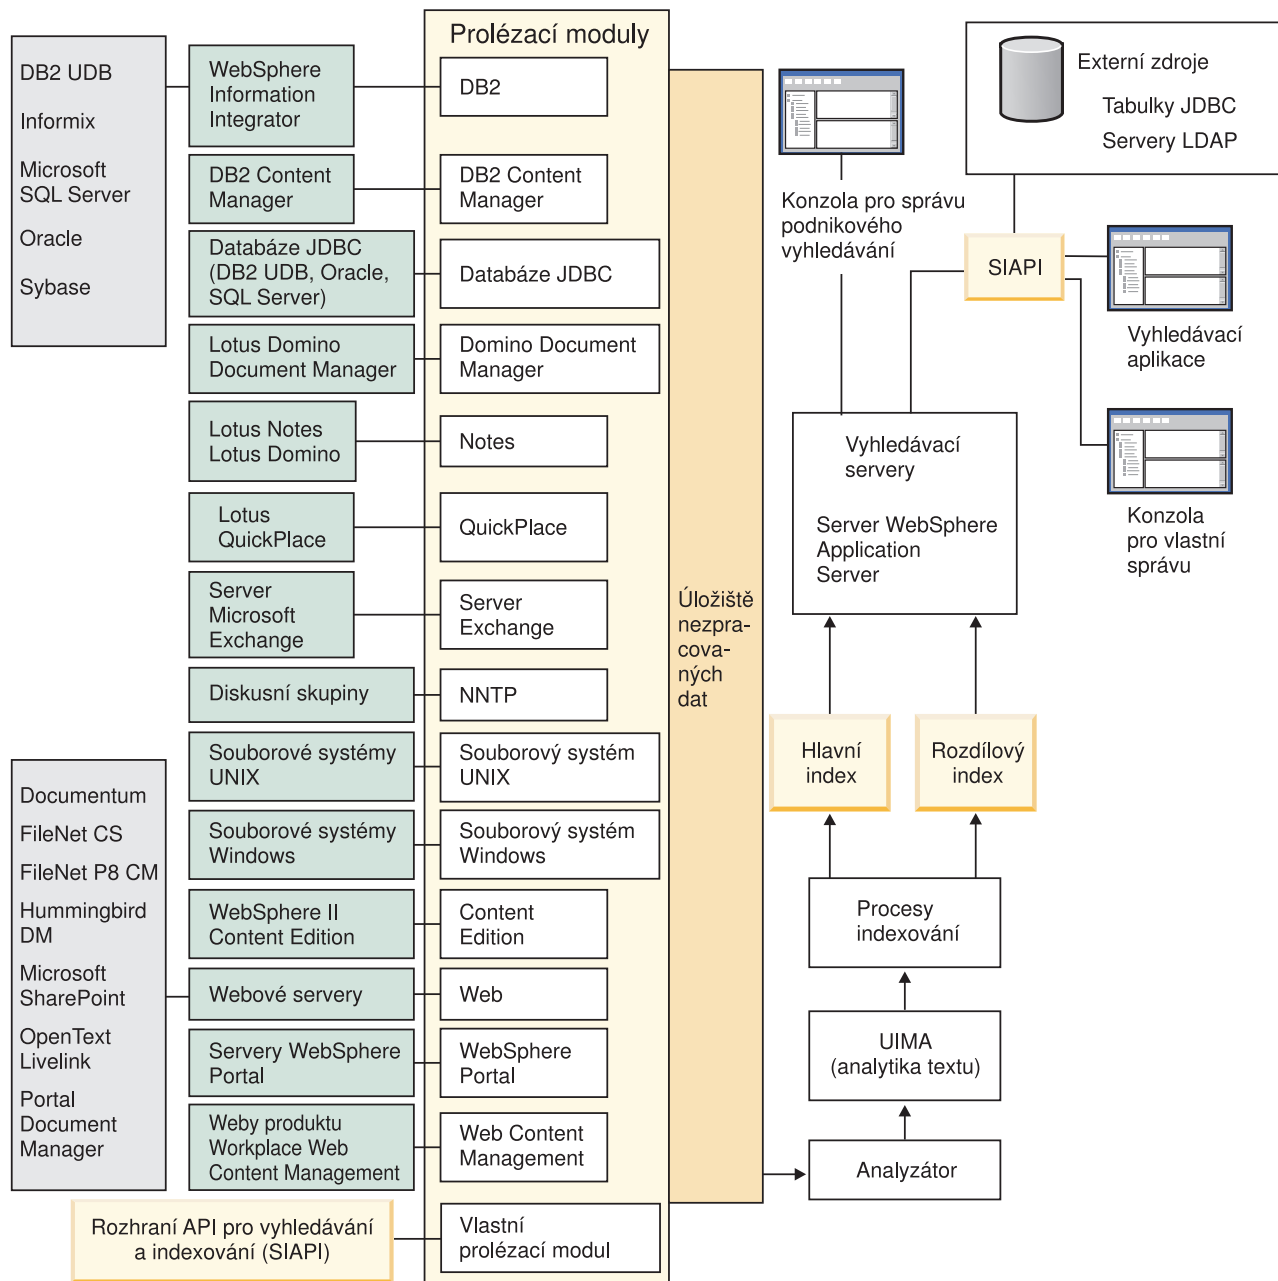 DB2 UDB
Informix
Microsoft
SQL Server
Oracle
Sybase
Documentum
FileNet CS
FileNet P8 CM
Hummingbird
DM
Microsoft
SharePoint
OpenText
Livelink
Portal
Document
Manager
WebSphere
Information
Integrator
DB2 Content
Manager
Databáze JDBC
(DB2 UDB, Oracle,
SQL Server)
Lotus Domino
Document Manager
Lotus Notes
Lotus Domino
Lotus
QuickPlace
Server
Microsoft
Exchange
Diskusní skupiny
Souborové systémy
UNIX
Souborové systémy
Windows
WebSphere II
Content Edition
Webové servery
Servery WebSphere
Portal
Weby produktu
Workplace Web
Content Management
Rozhraní API pro vyhledávání
a indexování (SIAPI)
Prolézací moduly
DB2
DB2 Content
Manager
Databáze JDBC
Domino Document
Manager
Notes
QuickPlace
Server
Exchange
NNTP
Souborový systém
UNIX
Souborový systém
Windows
Content
Edition
Web
WebSphere
Portal
Web Content
Management
Vlastní
prolézací modul
Úložiště
nezpra-
cova-
ných
dat
Konzola pro správu
podnikového
vyhledávání
Externí zdroje
Tabulky JDBC
Servery LDAP
SIAPI
Vyhledávací
aplikace
Konzola
pro vlastní
správu
Vyhledávací
servery
Server WebSphere
Application
Server
Hlavní
index
Rozdílový
index
Procesy
indexování
UIMA
(analytika textu)
Analyzátor